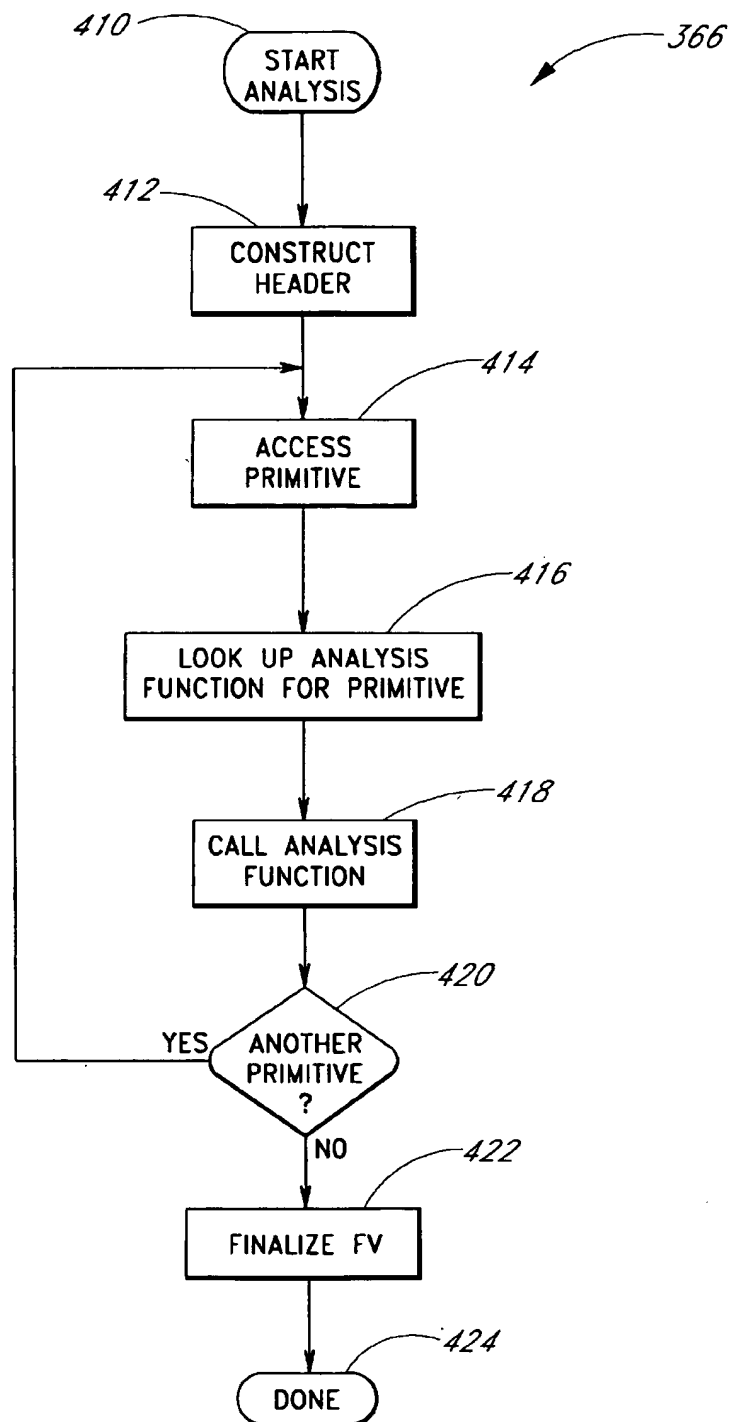 410
START
ANALYSIS
366
412
CONSTRUCT
HEADER
414
ACCESS
PRIMITIVE
416
LOOK UP ANALYSIS
FUNCTION FOR PRIMITIVE
418
CALL ANALYSIS
FUNCTION
420
YES
ANOTHER
PRIMITIVE
?
NO
422
FINALIZE FV
424
DONE